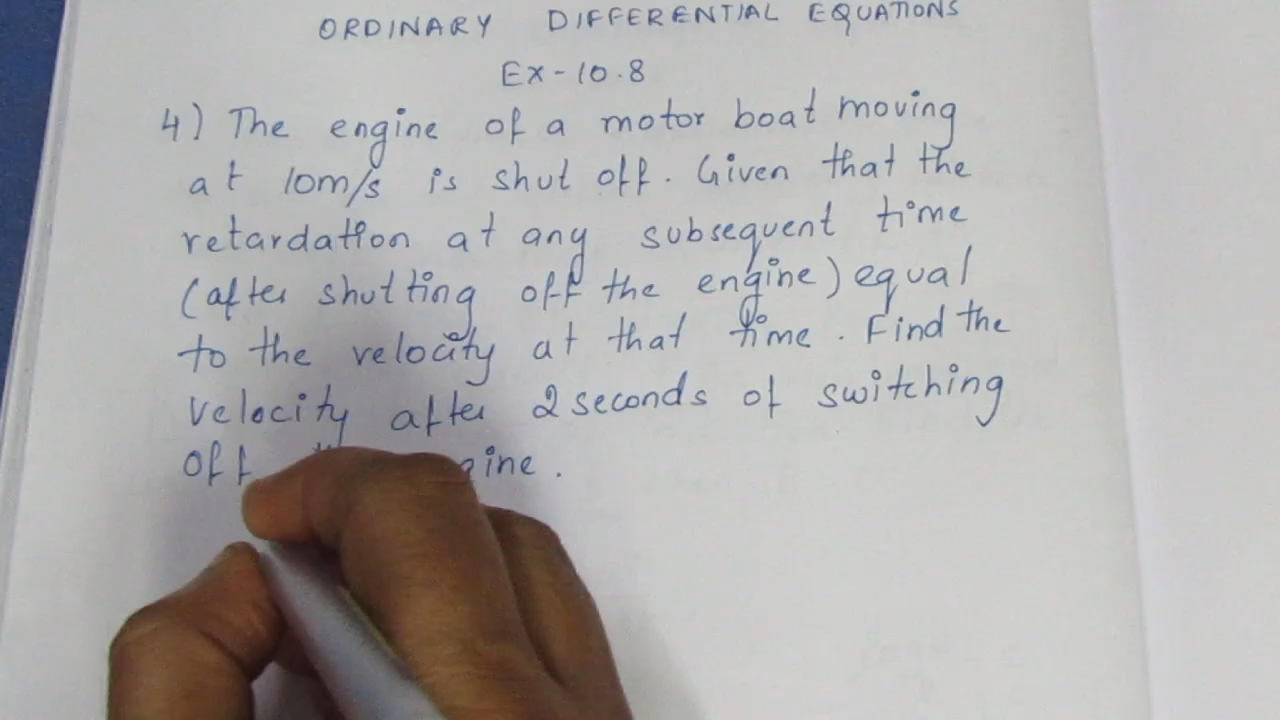 ORDINARY DIFFERENTIAL EQUATIONS
Ex-10.8
4) The engine of a motor boat moving
at 10m/s is shut off. Given that the
retardation at any subsequent time
(after shutting off the engine) equal
to the velocity at that time. Find the
velocity after 2 seconds of switching
off